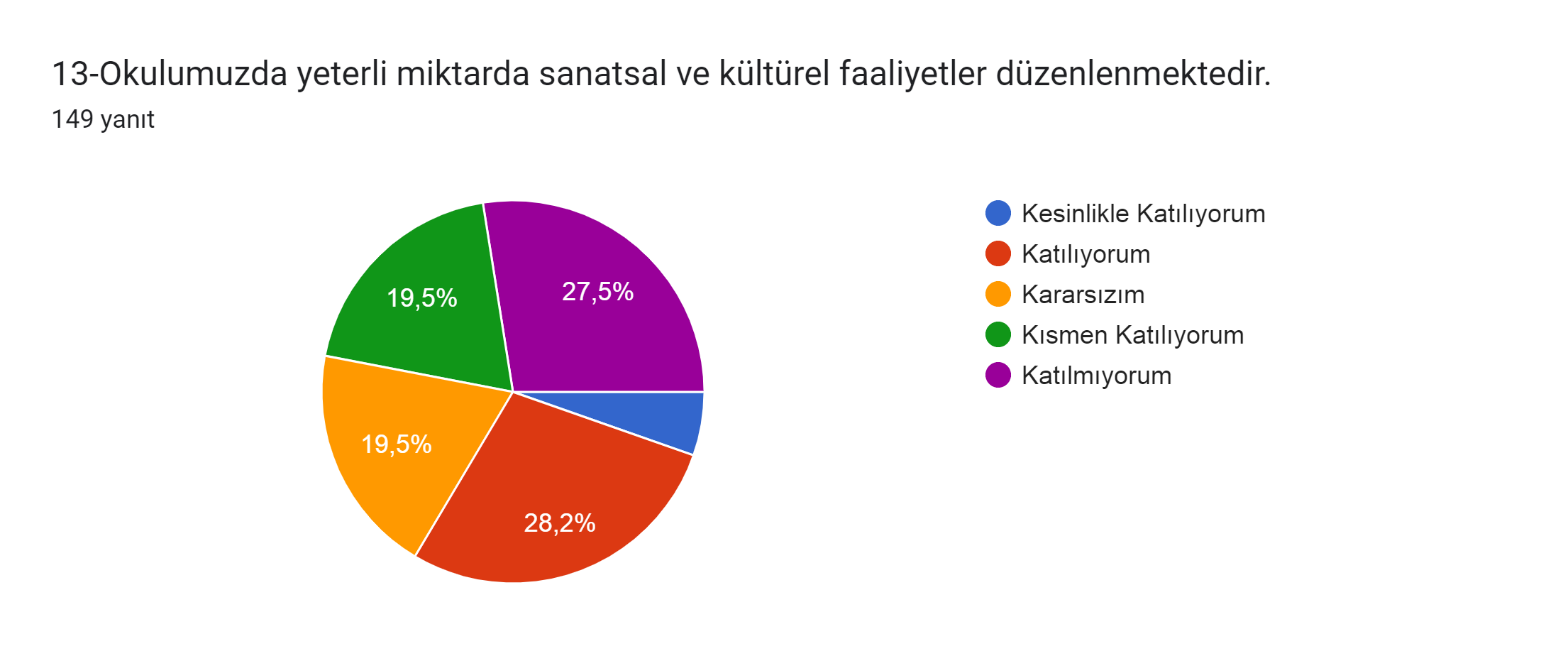 13-Okulumuzda yeterli miktarda sanatsal ve kültürel faaliyetler düzenlenmektedir.
149 yanıt
Kesinlikle Katılıyorum
Katılıyorum
Kararsızım
Kısmen Katılıyorum
Katılmıyorum
19,5%
27,5%
19,5%
28,2%